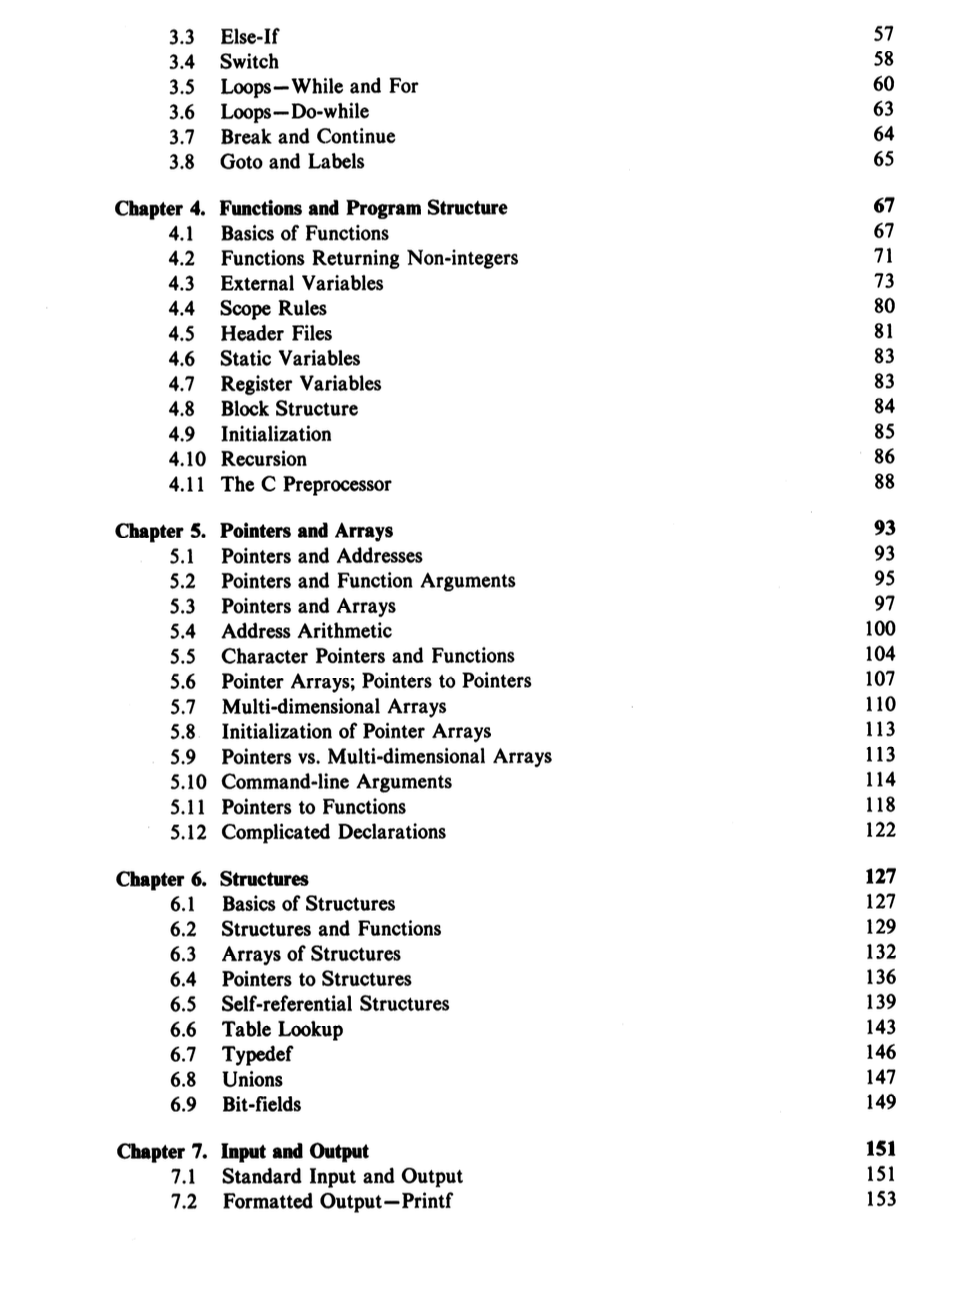 3.3 Else-If 57
3.4 Switch 58
3.5 Loops—While and For 60
3.6 Loops—Do-while 63
3.7 Break and Continue 64
3.8 Goto and Labels 65
Chapter 4. Functions and Program Structure 67
4.1 Basics of Functions 67
4.2 Functions Returning Non-integers 71
4.3 External Variables 73
4.4 Scope Rules 80
4.5 Header Files 81
4.6 Static Variables 83
4.7 Register Variables 83
4.8 Block Structure 84
4.9 Initialization 85
4.10 Recursion 86
4.11 The C Preprocessor 88
Chapter 5. Pointers and Arrays 93
5.1 Pointers and Addresses 93
5.2 Pointers and Function Arguments 95
5.3 Pointers and Arrays 97
5.4 Address Arithmetic 100
5.5 Character Pointers and Functions 104
5.6 Pointer Arrays; Pointers to Pointers 107
5.7 Multi-dimensional Arrays 110
5.8 Initialization of Pointer Arrays 113
5.9 Pointers vs. Multi-dimensional Arrays 113
5.10 Command-line Arguments 114
5.11 Pointers to Functions 118
5.12 Complicated Declarations 122
Chapter 6. Structures 127
6.1 Basics of Structures 127
6.2 Structures and Functions 129
6.3 Arrays of Structures 132
6.4 Pointers to Structures 136
6.5 Self-referential Structures 139
6.6 Table Lookup 143
6.7 Typedef 146
6.8 Unions 147
6.9 Bit-fields 149
Chapter 7. Input and Output 151
7.1 Standard Input and Output 151
7.2 Formatted Output—Printf 153